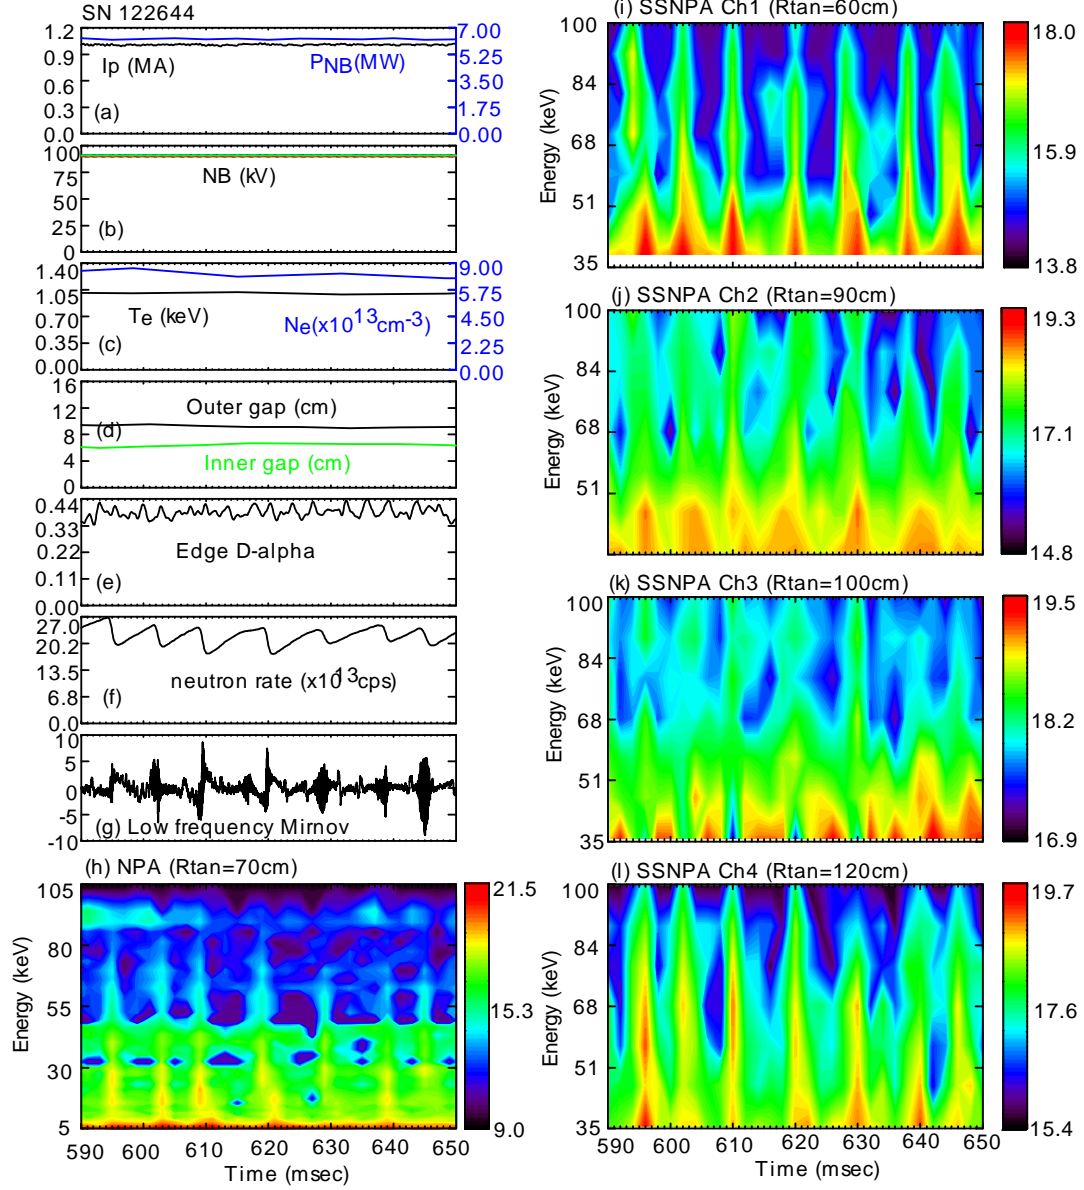 SN 122644
1.2
0.9
0.6
0.3
0.0
Ip (MA)
PNB(MW)
(a)
7.00
5.25
3.50
1.75
0.00
100
75
50
25
0
NB (kV)
(b)
1.40
1.05
0.70
0.35
0.00
Te (keV)
Ne(x10^13cm-3)
(c)
9.00
5.75
4.50
2.25
0.00
16
12
8
4
0
Outer gap (cm)
(d)
Inner gap (cm)
0.44
0.33
0.22
0.11
0.00
Edge D-alpha
(e)
27.0
20.2
13.5
6.8
0.0
neutron rate (x10^13cps)
(f)
10
5
0
-5
-10
(g) Low frequency Mirnov
(h) NPA (Rtan=70cm)
105
80
55
30
5
Energy (keV)
21.5
15.3
9.0
590 600 610 620 630 640 650
Time (msec)
(i) SSNPA Ch1 (Rtan=60cm)
100
84
68
51
35
Energy (keV)
18.0
15.9
13.8
(j) SSNPA Ch2 (Rtan=90cm)
100
84
68
51
Energy (keV)
19.3
17.1
14.8
(k) SSNPA Ch3 (Rtan=100cm)
100
84
68
51
35
Energy (keV)
19.5
18.2
16.9
(l) SSNPA Ch4 (Rtan=120cm)
100
84
68
51
35
Energy (keV)
19.7
17.6
15.4
590 600 610 620 630 640 650
Time (msec)